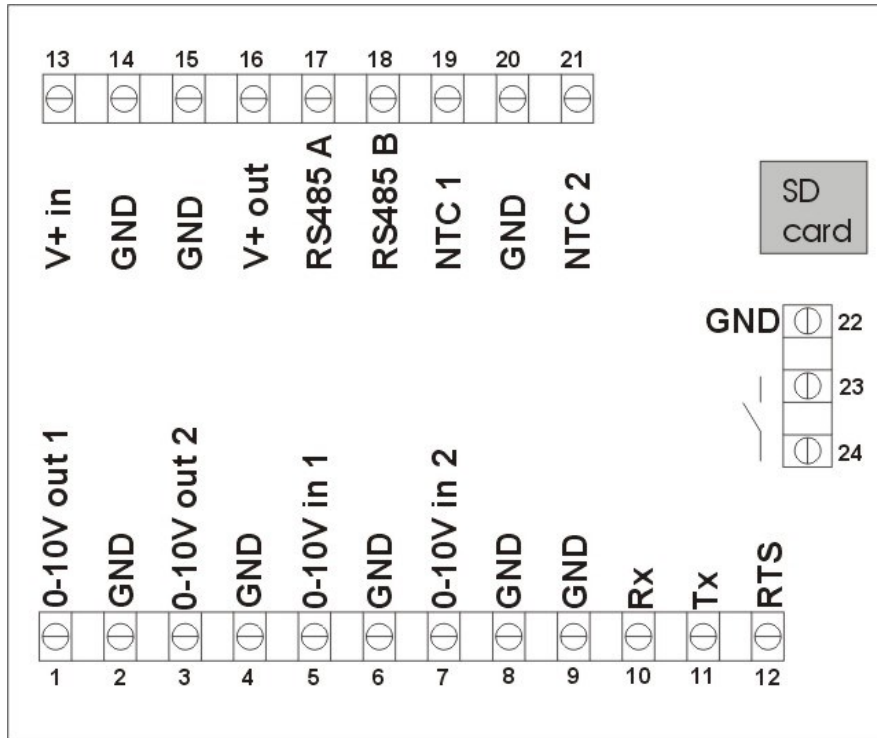 13 14 15 16 17 18 19 20 21
V+ in
GND
GND
V+ out
RS485 A
RS485 B
NTC 1
GND
NTC 2
SD
card
GND 22
23
24
0-10V out 1
GND
0-10V out 2
GND
0-10V in 1
GND
0-10V in 2
GND
GND
Rx
Tx
RTS
1 2 3 4 5 6 7 8 9 10 11 12